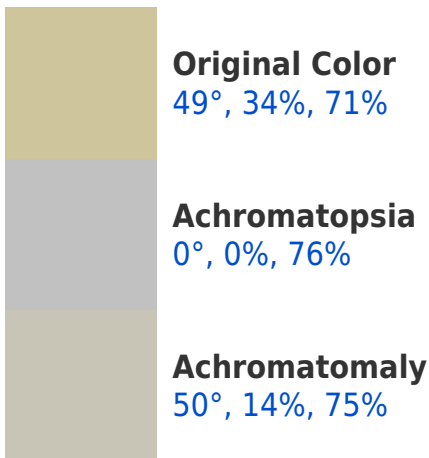 Original Color
49°, 34%, 71%
Achromatopsia
0°, 0%, 76%
Achromatomaly
50°, 14%, 75%